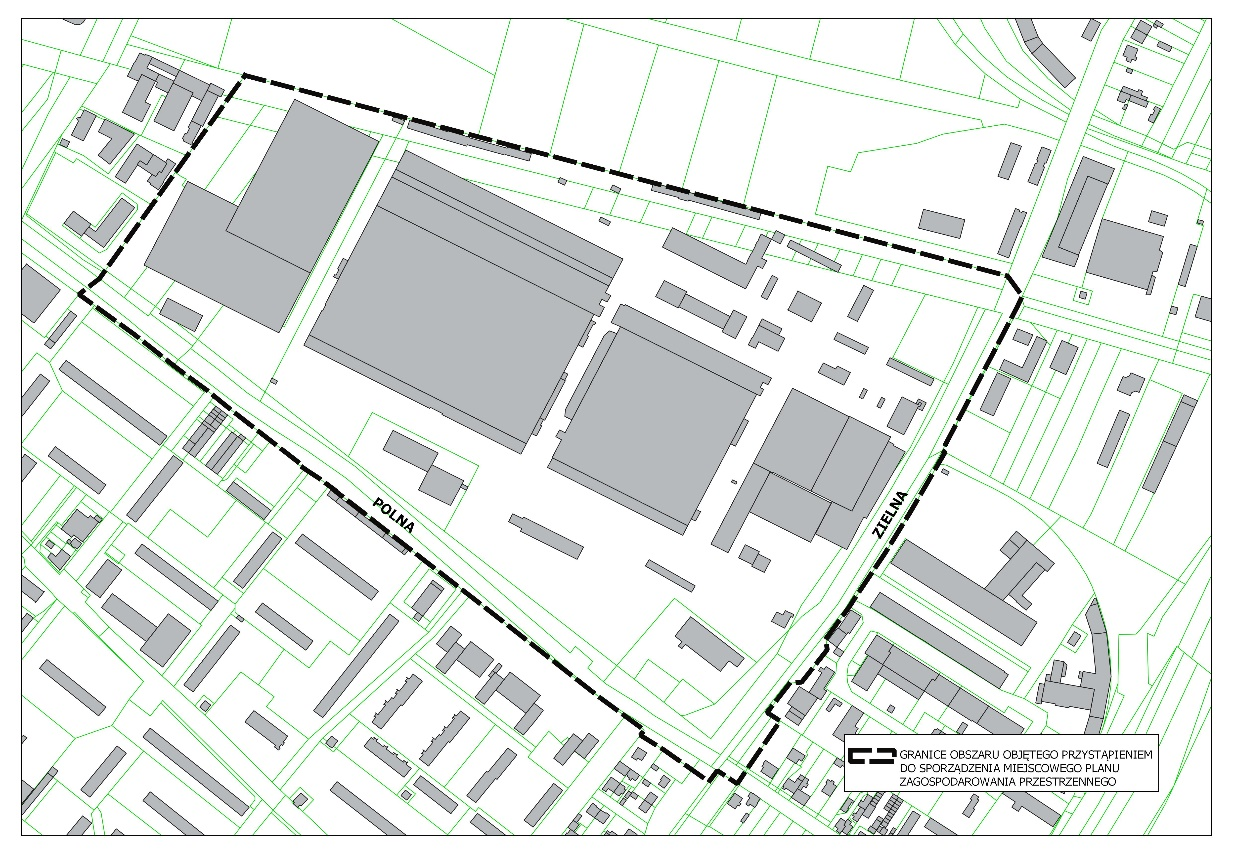 POLNA
ZIELNA
GRANICE OBSZARU OBJĘTEGO PRZYSTĄPIENIEM
DO SPORZĄDZENIA MIEJSCOWEGO PLANU
ZAGOSPODAROWANIA PRZESTRZENNEGO